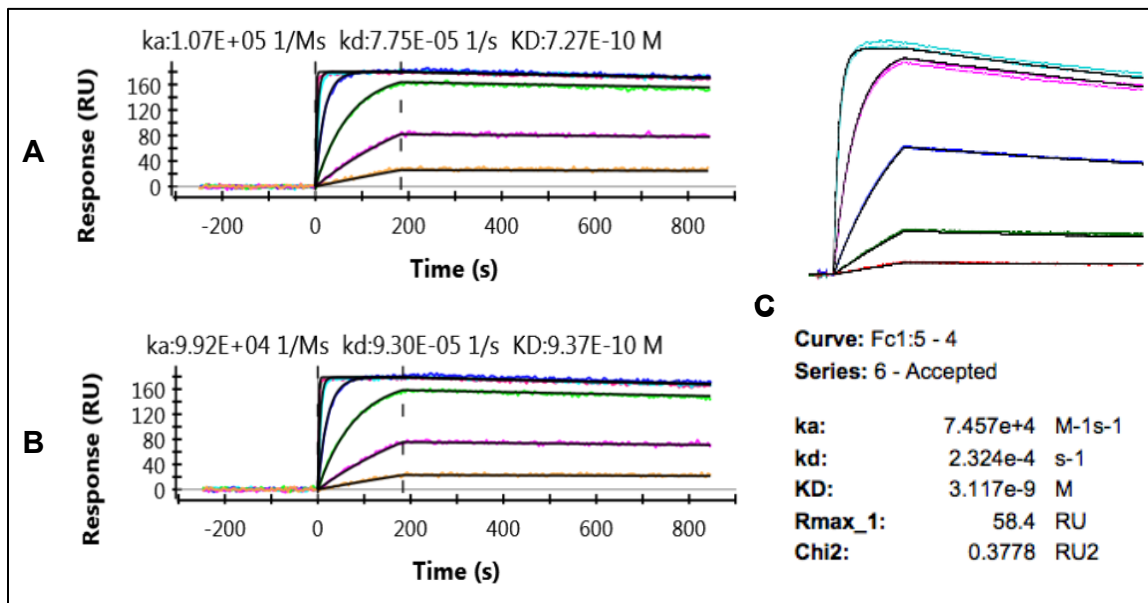 A
ka:1.07E+05 1/Ms kd:7.75E-05 1/s KD:7.27E-10 M
Response (RU)
160
120
80
40
0
-200 0 200 400 600 800
Time (s)
B
ka:9.92E+04 1/Ms kd:9.30E-05 1/s KD:9.37E-10 M
Response (RU)
160
120
80
40
0
-200 0 200 400 600 800
Time (s)
C
Curve: Fc1:5 - 4
Series: 6 - Accepted
ka: 7.457e+4 M-1s-1
kd: 2.324e-4 s-1
KD: 3.117e-9 M
Rmax_1: 58.4 RU
Chi2: 0.3778 RU2